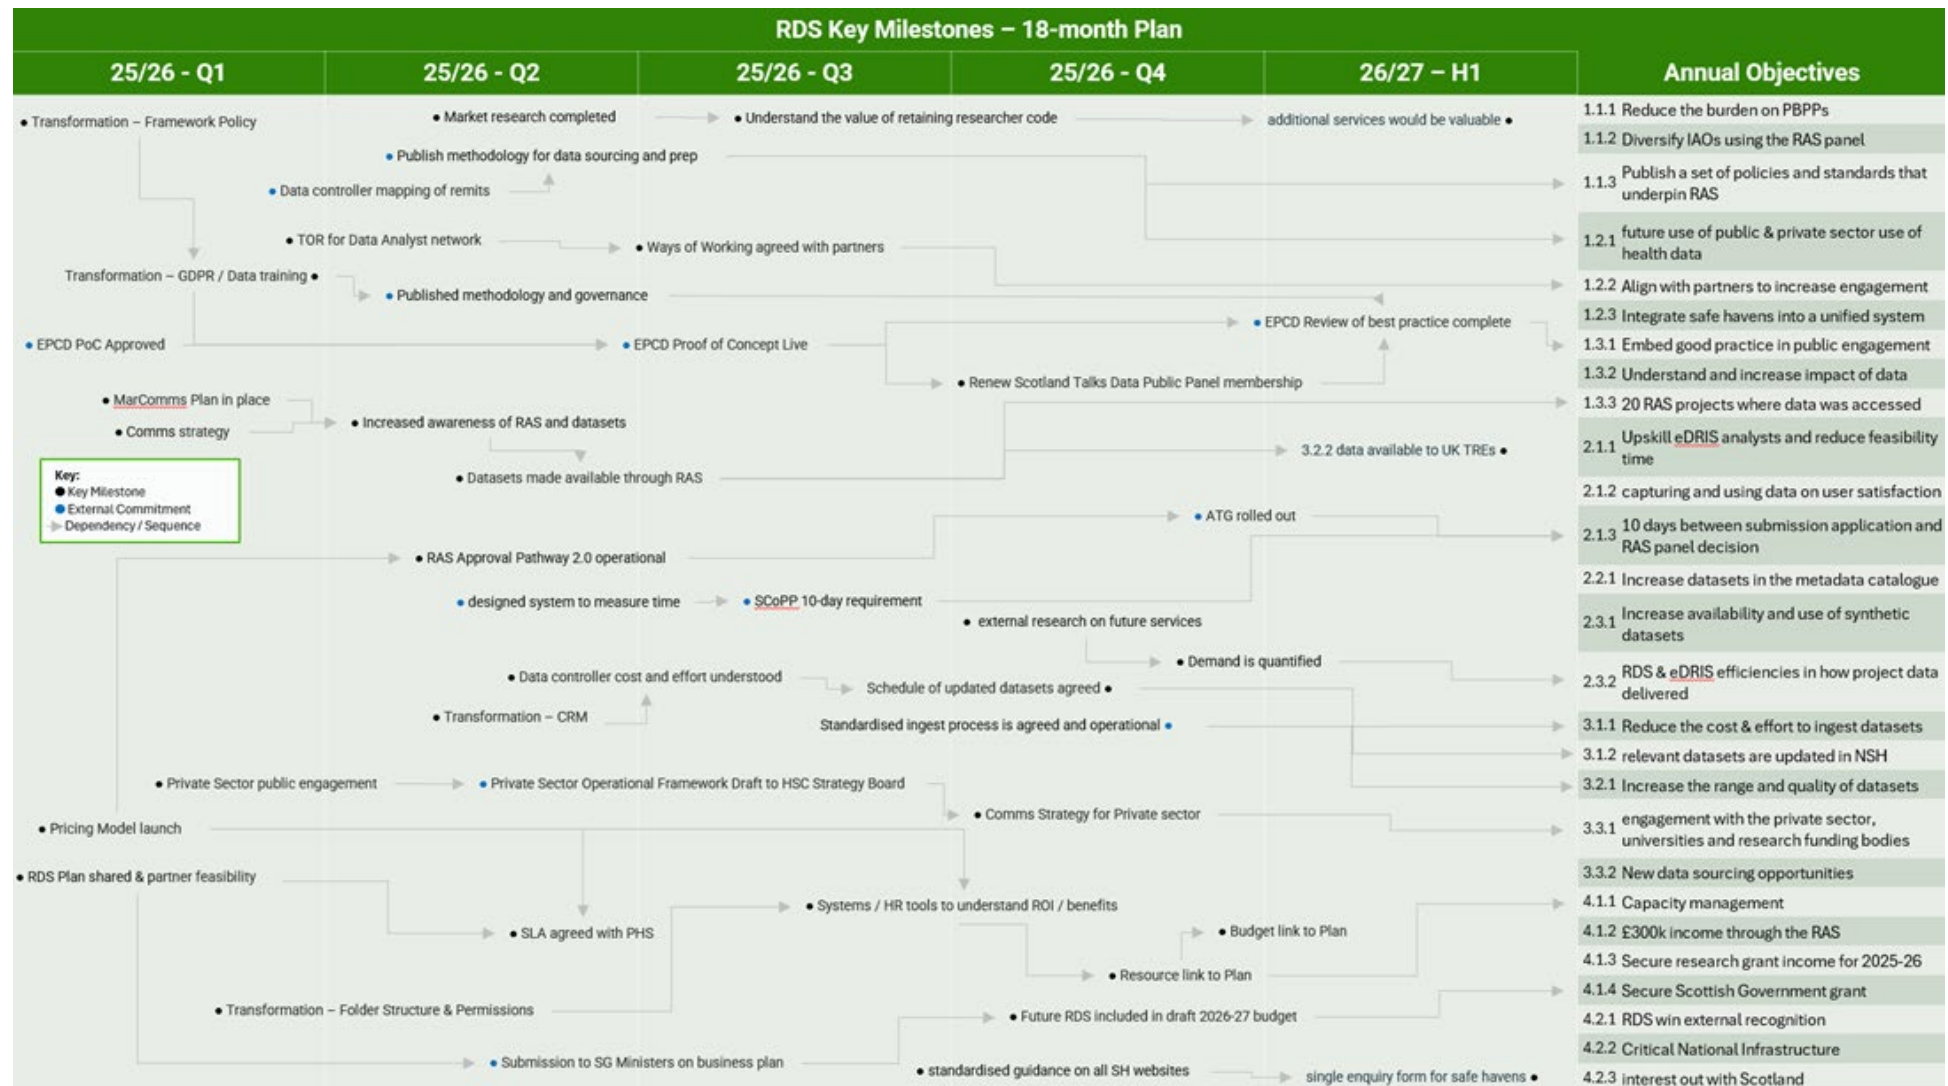 RDS Key Milestones – 18-month Plan
25/26 - Q1
25/26 - Q2
25/26 - Q3
25/26 - Q4
26/27 – H1
Annual Objectives
• Transformation – Framework Policy
• Market research completed
• Understand the value of retaining researcher code
additional services would be valuable •
• Publish methodology for data sourcing and prep
• Data controller mapping of remits
• TOR for Data Analyst network
• Ways of Working agreed with partners
Transformation – GDPR / Data training •
• Published methodology and governance
• EPCD Review of best practice complete
• EPCD PoC Approved
• EPCD Proof of Concept Live
• Renew Scotland Talks Data Public Panel membership
• MarComms Plan in place
• Comms strategy
• Increased awareness of RAS and datasets
3.2.2 data available to UK TREs •
• Datasets made available through RAS
Key:
● Key Milestone
● External Commitment
Dependency / Sequence
• ATG rolled out
• RAS Approval Pathway 2.0 operational
• designed system to measure time
• SCoPP 10-day requirement
• external research on future services
• Demand is quantified
• Data controller cost and effort understood
Schedule of updated datasets agreed •
• Transformation – CRM
Standardised ingest process is agreed and operational •
• Private Sector public engagement
• Private Sector Operational Framework Draft to HSC Strategy Board
• Comms Strategy for Private sector
• Pricing Model launch
• RDS Plan shared & partner feasibility
• Systems / HR tools to understand ROI / benefits
• SLA agreed with PHS
• Budget link to Plan
• Resource link to Plan
• Transformation – Folder Structure & Permissions
• Future RDS included in draft 2026-27 budget
• Submission to SG Ministers on business plan
• standardised guidance on all SH websites
single enquiry form for safe havens •
1.1.1 Reduce the burden on PBPPs
1.1.2 Diversify IAOs using the RAS panel
1.1.3 Publish a set of policies and standards that
underpin RAS
1.2.1 future use of public & private sector use of
health data
1.2.2 Align with partners to increase engagement
1.2.3 Integrate safe havens into a unified system
1.3.1 Embed good practice in public engagement
1.3.2 Understand and increase impact of data
1.3.3 20 RAS projects where data was accessed
2.1.1 Upskill eDRIS analysts and reduce feasibility
time
2.1.2 capturing and using data on user satisfaction
2.1.3 10 days between submission application and
RAS panel decision
2.2.1 Increase datasets in the metadata catalogue
2.3.1 Increase availability and use of synthetic
datasets
2.3.2 RDS & eDRIS efficiencies in how project data
delivered
3.1.1 Reduce the cost & effort to ingest datasets
3.1.2 relevant datasets are updated in NSH
3.2.1 Increase the range and quality of datasets
3.3.1 engagement with the private sector,
universities and research funding bodies
3.3.2 New data sourcing opportunities
4.1.1 Capacity management
4.1.2 £300k income through the RAS
4.1.3 Secure research grant income for 2025-26
4.1.4 Secure Scottish Government grant
4.2.1 RDS win external recognition
4.2.2 Critical National Infrastructure
4.2.3 interest out with Scotland